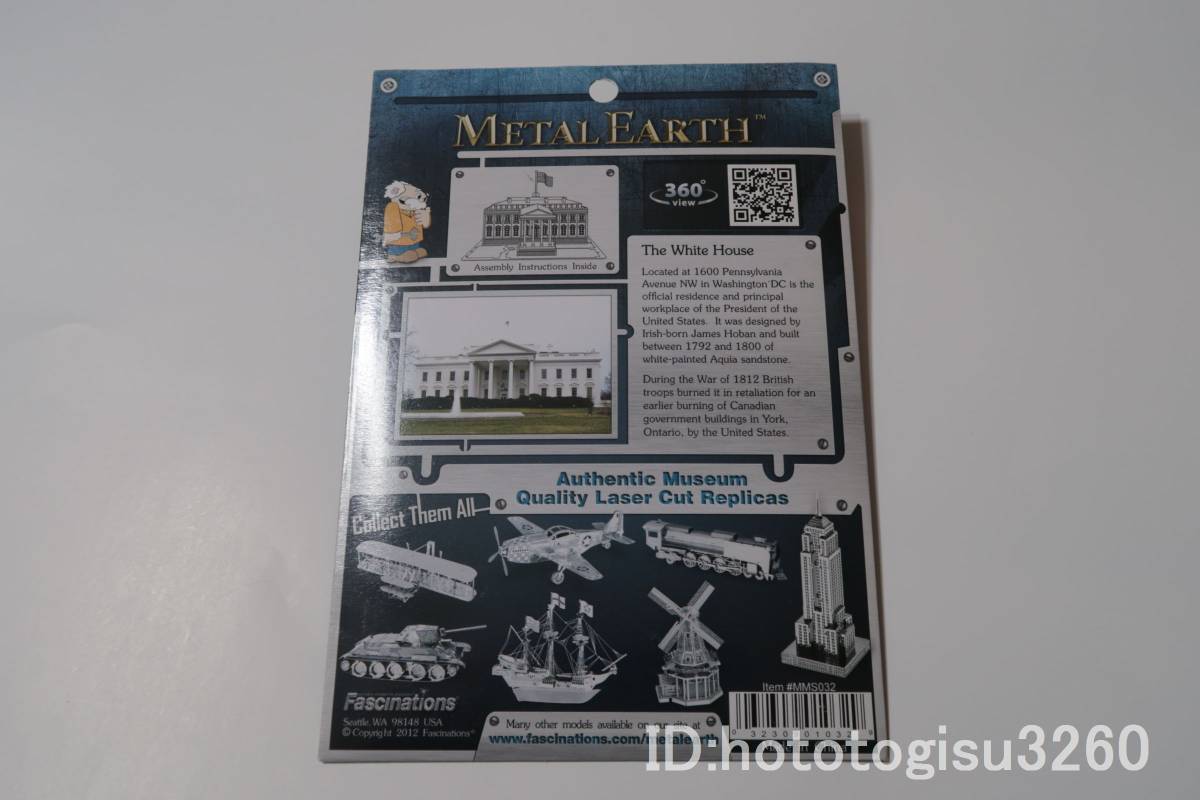 METAL EARTH™
360°
view
Assembly Instructions Inside
The White House
Located at 1600 Pennsylvania
Avenue NW in Washington DC is the
official residence and principal
workplace of the President of the
United States. It was designed by
Irish-born James Hoban and built
between 1792 and 1800 of
white-painted Aquia sandstone.
During the War of 1812 British
troops burned it in retaliation for an
earlier burning of Canadian
government buildings in York,
Ontario, by the United States.
Authentic Museum
Quality Laser Cut Replicas
Collect Them All
Fascinations®
Seattle, WA 98148 USA
© Copyright 2012 Fascinations®
Many other models available on our site at
www.fascinations.com/metalearth
Item #MMS032
ID:hototogisu3260